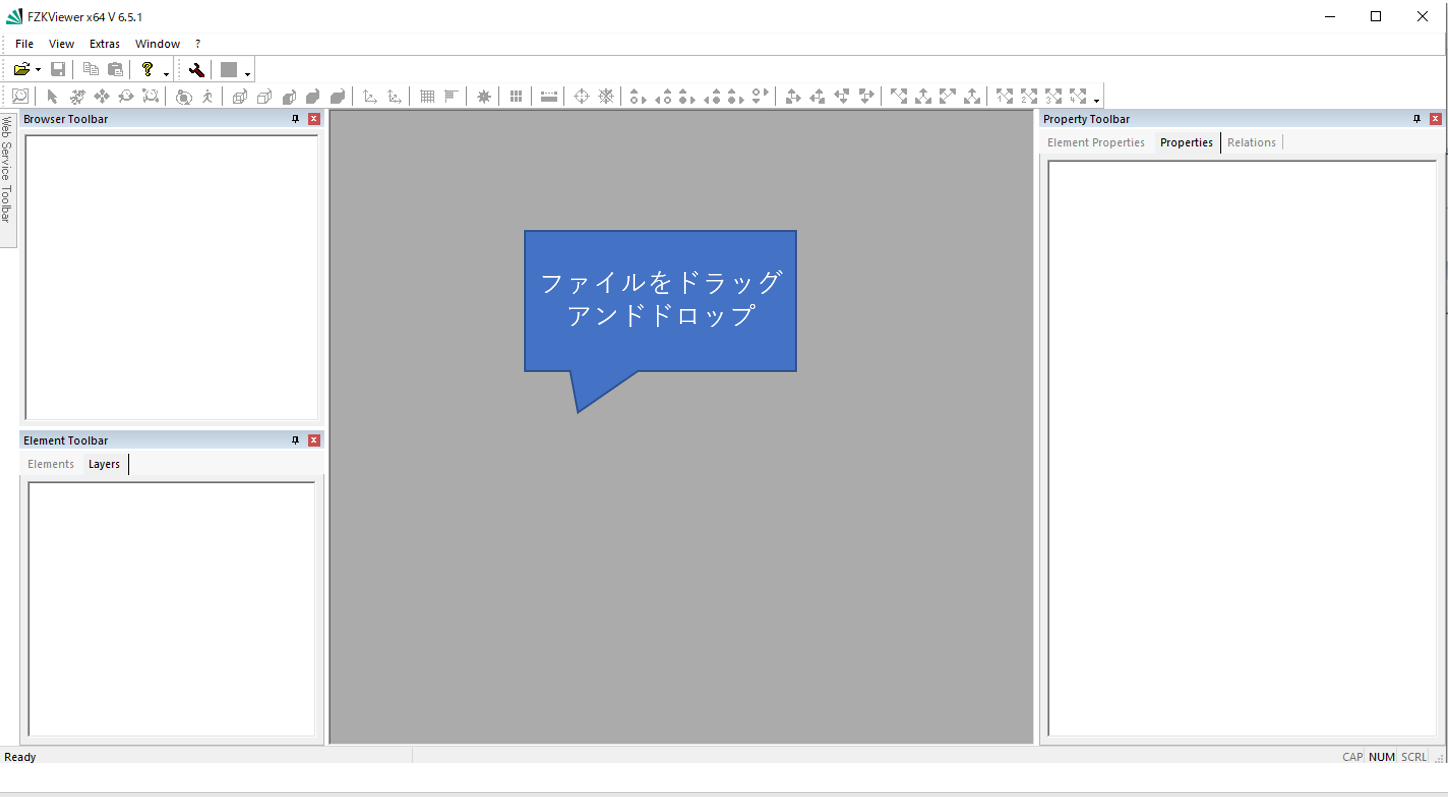 FZKViewer x64 V 6.5.1
File View Extras Window ?
Web Service Toolbar
Browser Toolbar
ファイルをドラッグ
アンドドロップ
Property Toolbar
Element Properties Properties Relations
Element Toolbar
Elements Layers
Ready
CAP NUM SCRL